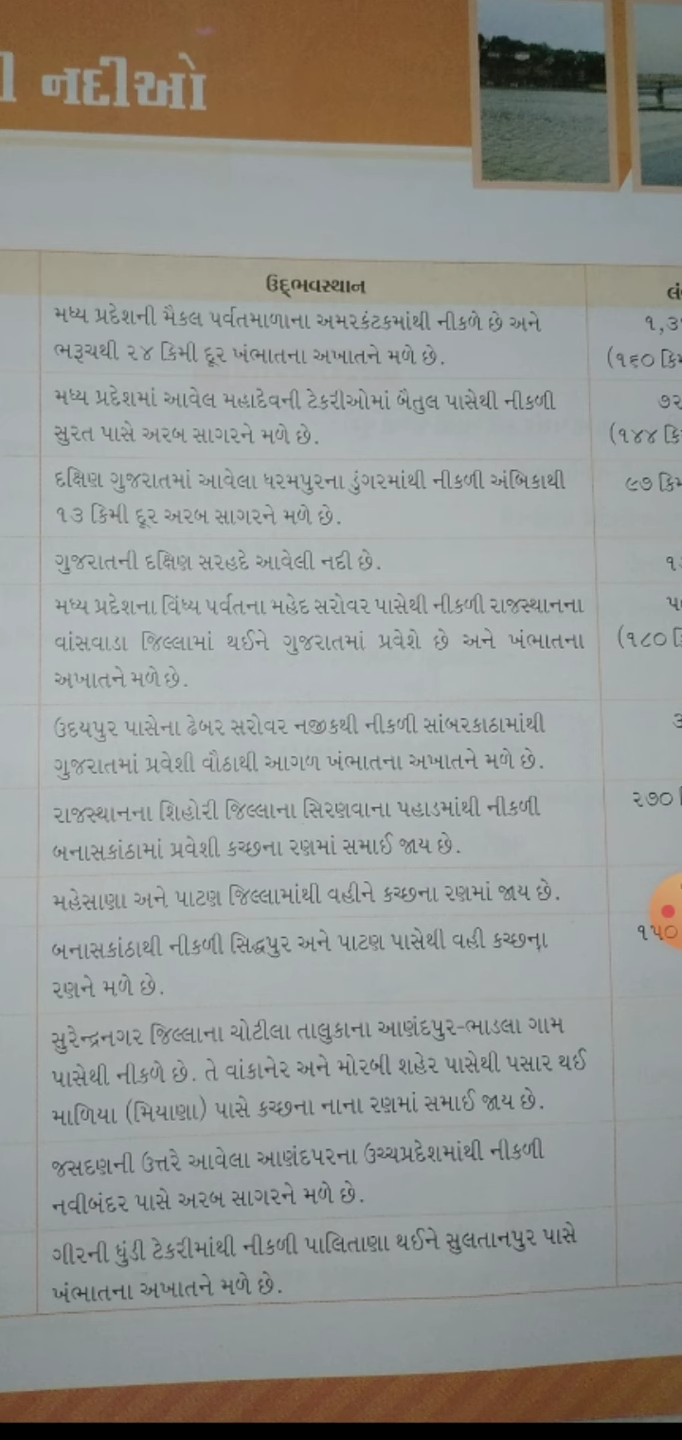 ી નદીઓ
ઉદ્ભવસ્થાન
મધ્ય પ્રદેશની મૈકલ પર્વતમાળાના અમરકંટકમાંથી નીકળે છે અને
ભરૂચથી ૨૪ કિમી દૂર ખંભાતના અખાતને મળે છે.
(૧૬૦ કિમ
મધ્ય પ્રદેશમાં આવેલ મહાદેવની ટેકરીઓમાં બૈતુલ પાસેથી નીકળી
૭૨
સુરત પાસે અરબ સાગરને મળે છે.
(૧૪૪ કિ
દક્ષિણ ગુજરાતમાં આવેલા ધરમપુરના ડુંગરમાંથી નીકળી અંબિકાથી
૯૭ કિમ
૧૩ કિમી દૂર અરબ સાગરને મળે છે.
ગુજરાતની દક્ષિણ સરહદે આવેલી નદી છે.
મધ્ય પ્રદેશના વિંધ્ય પર્વતના મહેદ સરોવર પાસેથી નીકળી રાજસ્થાનના
વાંસવાડા જિલ્લામાં થઈને ગુજરાતમાં પ્રવેશે છે અને ખંભાતના
(૧૮૦ કિ
અખાતને મળે છે.
ઉદયપુર પાસેના ઢેબર સરોવર નજીકથી નીકળી સાંબરકાઠામાંથી
ગુજરાતમાં પ્રવેશી વૌઠાથી આગળ ખંભાતના અખાતને મળે છે.
રાજસ્થાનના શિહોરી જિલ્લાના સિરણવાના પહાડમાંથી નીકળી
૨૭૦
બનાસકાંઠામાં પ્રવેશી કચ્છના રણમાં સમાઈ જાય છે.
મહેસાણા અને પાટણ જિલ્લામાંથી વહીને કચ્છના રણમાં જાય છે.
બનાસકાંઠાથી નીકળી સિદ્ધપુર અને પાટણ પાસેથી વહી કચ્છના
૧૫૦
રણને મળે છે.
સુરેન્દ્રનગર જિલ્લાના ચોટીલા તાલુકાના આણંદપુર-ભાડલા ગામ
પાસેથી નીકળે છે. તે વાંકાનેર અને મોરબી શહેર પાસેથી પસાર થઈ
માળિયા (મિયાણા) પાસે કચ્છના નાના રણમાં સમાઈ જાય છે.
જસદણની ઉત્તરે આવેલા આણંદપરના ઉચ્ચપ્રદેશમાંથી નીકળી
નવીબંદર પાસે અરબ સાગરને મળે છે.
ગીરની ધુંડી ટેકરીમાંથી નીકળી પાલિતાણા થઈને સુલતાનપુર પાસે
ખંભાતના અખાતને મળે છે.